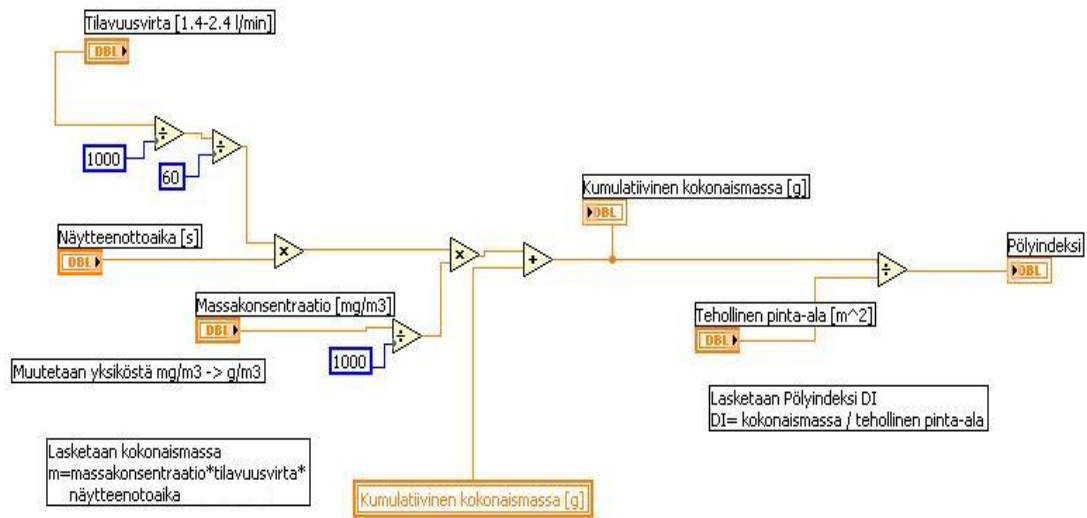 Tilavuusvirta [1.4-2.4 l/min]
DBL
÷
1000
÷
60
Kumulatiivinen kokonaismassa [g]
DBL
Näytteenottoaika [s]
DBL
x
x
+
÷
Pölyindeksi
DBL
Massakonsentraatio [mg/m3]
DBL
÷
1000
Tehollinen pinta-ala [m^2]
DBL
Muutetaan yksiköstä mg/m3 -> g/m3
Lasketaan Pölyindeksi DI
DI= kokonaismassa / tehollinen pinta-ala
Lasketaan kokonaismassa
m=massakonsentraatio*tilavuusvirta*
näytteenotoaika
Kumulatiivinen kokonaismassa [g]